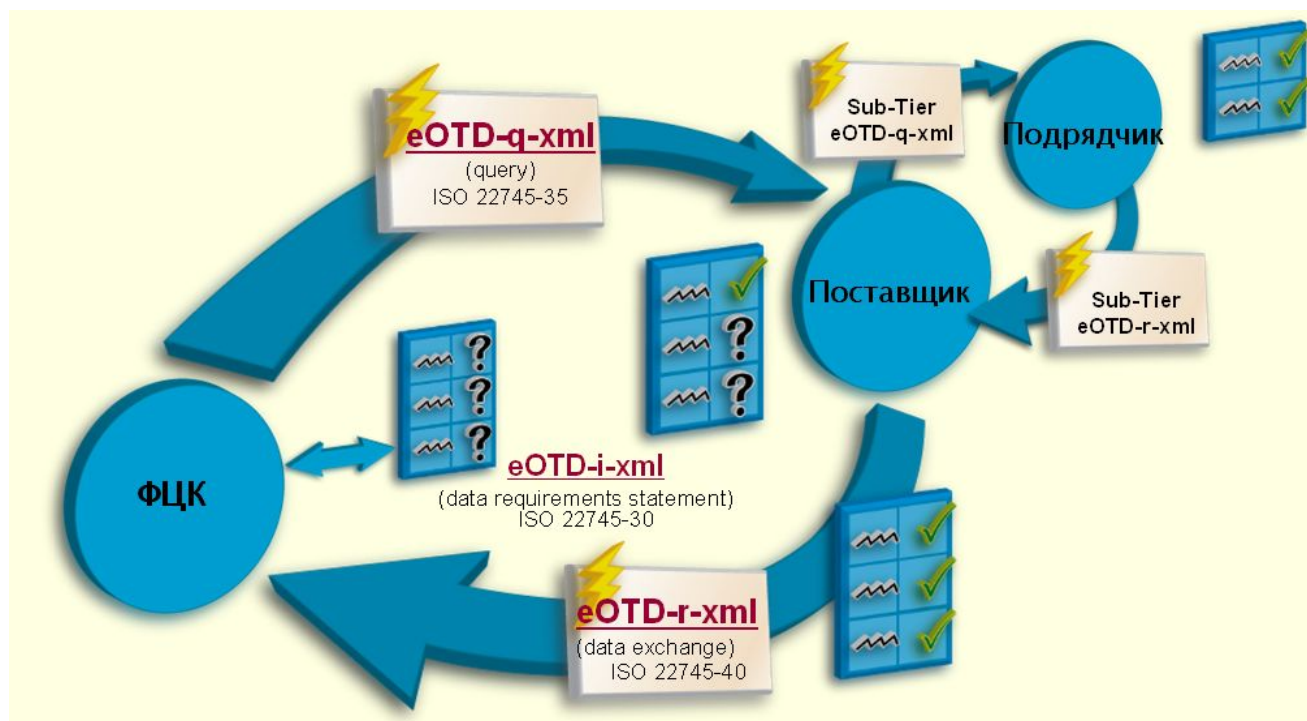 eOTD-q-xml
(query)
ISO 22745-35
Sub-Tier
eOTD-q-xml
Подрядчик
Поставщик
Sub-Tier
eOTD-r-xml
ФЦК
eOTD-i-xml
(data requirements statement)
ISO 22745-30
eOTD-r-xml
(data exchange)
ISO 22745-40